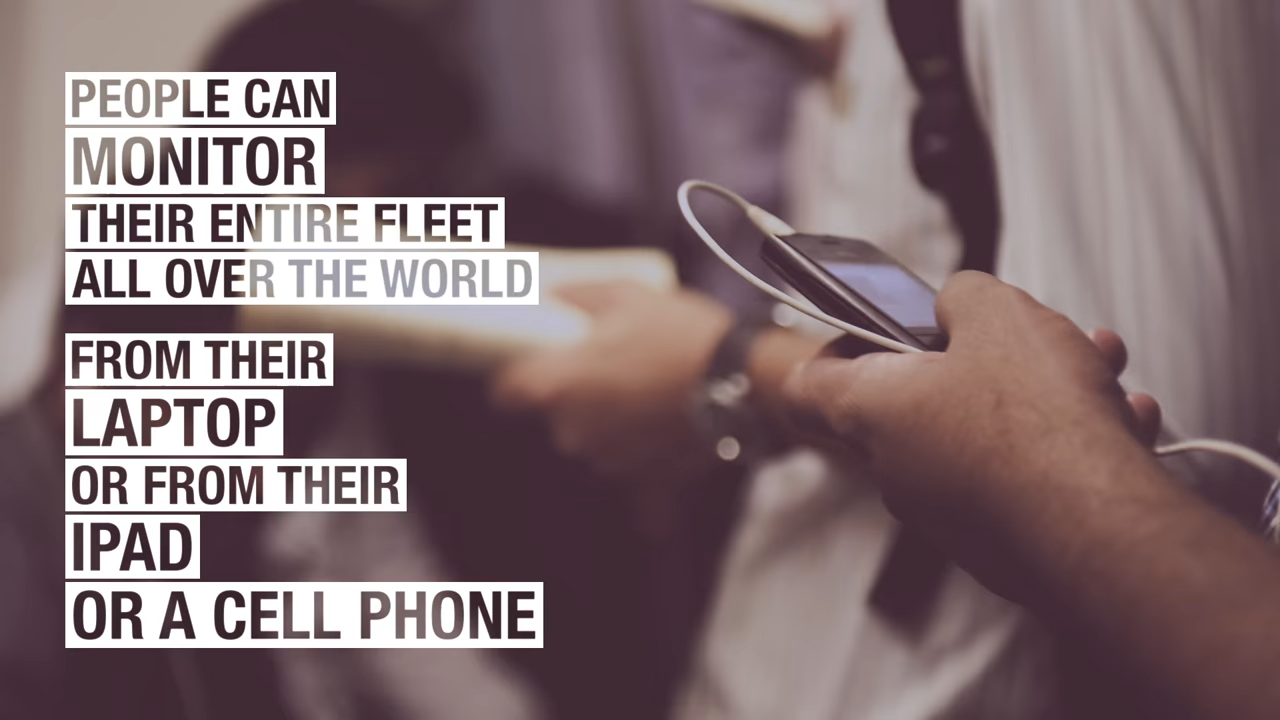 PEOPLE CAN
MONITOR
THEIR ENTIRE FLEET
ALL OVER THE WORLD
FROM THEIR
LAPTOP
OR FROM THEIR
IPAD
OR A CELL PHONE